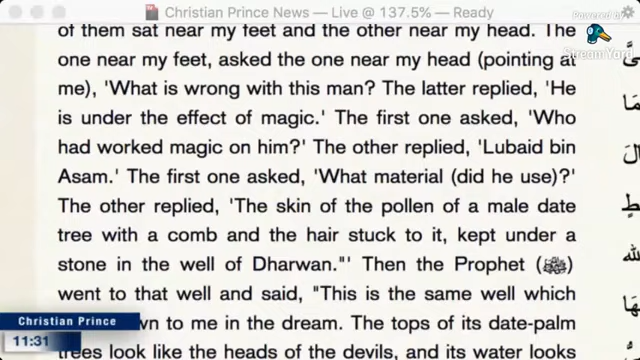 Christian Prince News — Live @ 137.5% — Ready
Powered by
StreamYard
of them sat near my feet and the other near my head. The
one near my feet, asked the one near my head (pointing at
me), 'What is wrong with this man? The latter replied, 'He
is under the effect of magic.' The first one asked, 'Who
had worked magic on him?' The other replied, 'Lubaid bin
Asam.' The first one asked, 'What material (did he use)?'
The other replied, 'The skin of the pollen of a male date
tree with a comb and the hair stuck to it, kept under a
stone in the well of Dharwan."' Then the Prophet (ﷺ)
went to that well and said, "This is the same well which
to me in the dream. The tops of its date-palm
trees look like the heads of the devils, and its water looks
Christian Prince
11:31